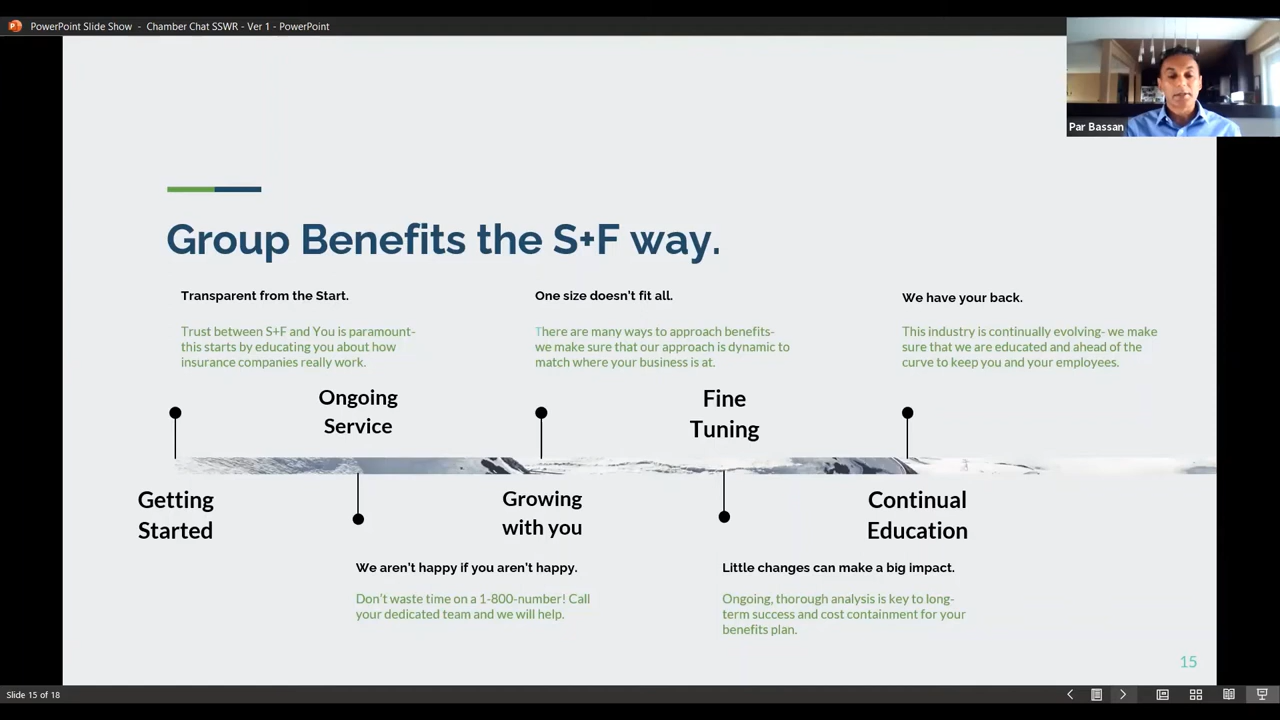 PowerPoint Slide Show - Chamber Chat SSWR - Ver 1 - PowerPoint
Par Bassan
Group Benefits the S+F way.
Transparent from the Start.
Trust between S+F and You is paramount-
this starts by educating you about how
insurance companies really work.
One size doesn't fit all.
There are many ways to approach benefits-
we make sure that our approach is dynamic to
match where your business is at.
We have your back.
This industry is continually evolving- we make
sure that we are educated and ahead of the
curve to keep you and your employees.
Ongoing
Service
Fine
Tuning
Getting
Started
Growing
with you
Continual
Education
We aren't happy if you aren't happy.
Don't waste time on a 1-800-number! Call
your dedicated team and we will help.
Little changes can make a big impact.
Ongoing, thorough analysis is key to long-
term success and cost containment for your
benefits plan.
15
Slide 15 of 18